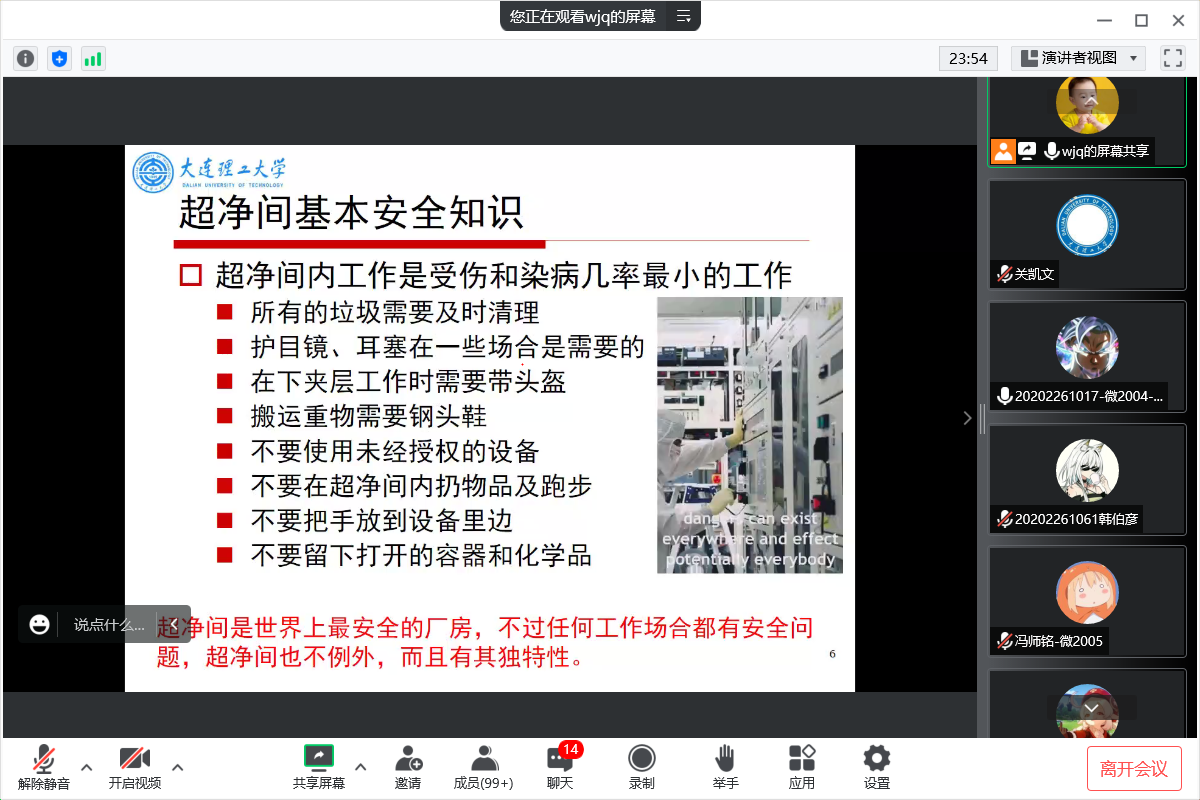 您正在观看wjq的屏幕
23:54
演讲者视图
大连理工大学
DALIAN UNIVERSITY OF TECHNOLOGY
超净间基本安全知识
超净间内工作是受伤和染病几率最小的工作
所有的垃圾需要及时清理
护目镜、耳塞在一些场合是需要的
在下夹层工作时需要带头盔
搬运重物需要钢头鞋
不要使用未经授权的设备
不要在超净间内扔物品及跑步
不要把手放到设备里边
不要留下打开的容器和化学品
dangers can exist
everywhere and effect
potentially everybody
超净间是世界上最安全的厂房，不过任何工作场合都有安全问
题，超净间也不例外，而且有其独特性。
6
说点什么...
wjq的屏幕共享
关凯文
20202261017-微2004-...
20202261061韩伯彦
冯师铭-微2005
解除静音
开启视频
共享屏幕
邀请
成员(99+)
聊天
14
录制
举手
应用
设置
离开会议